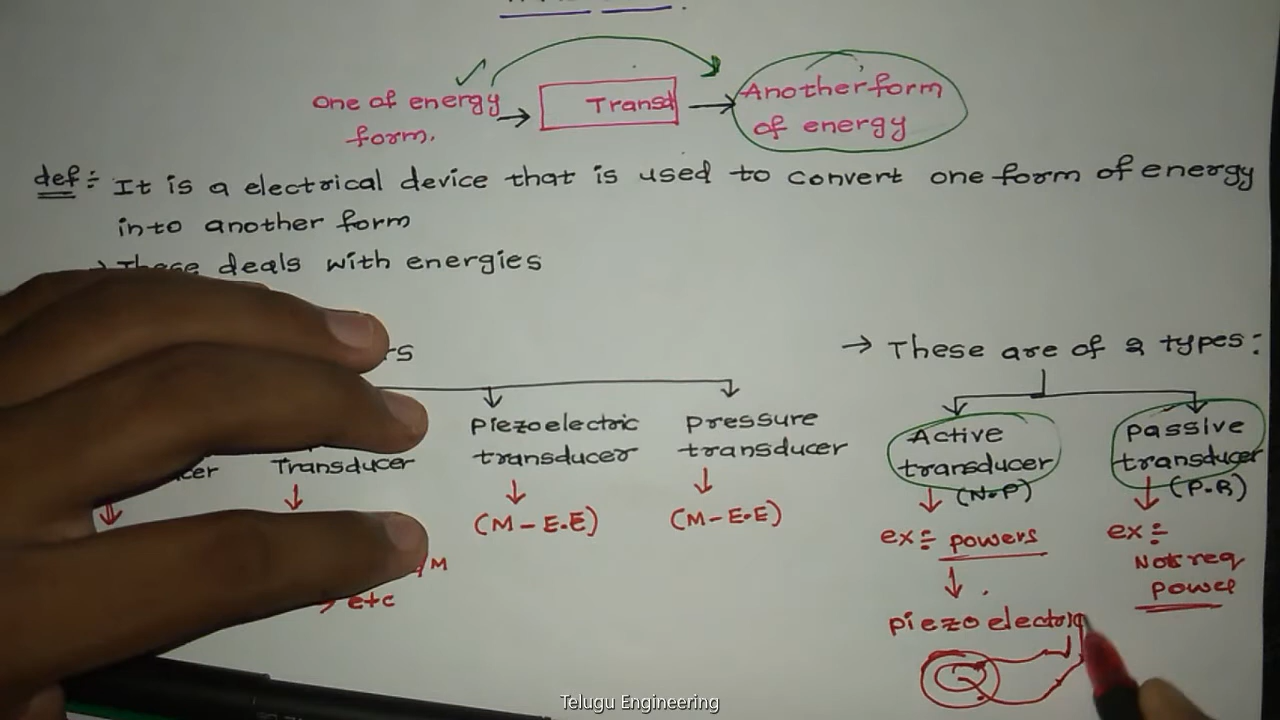 One of energy
form.
Transd
Another form
of energy
def÷ It is a electrical device that is used to convert one form of energy
into another form
deals with energies
→ These are of 2 types:
Transducer
piezoelectric
transducer
(M-E.E)
pressure
transducer
(M-E.E)
etc
Active
transducer
(N.P)
ex÷ powers
piezo electric
passive
transducer
(P.R)
ex÷
Not req
power
Telugu Engineering